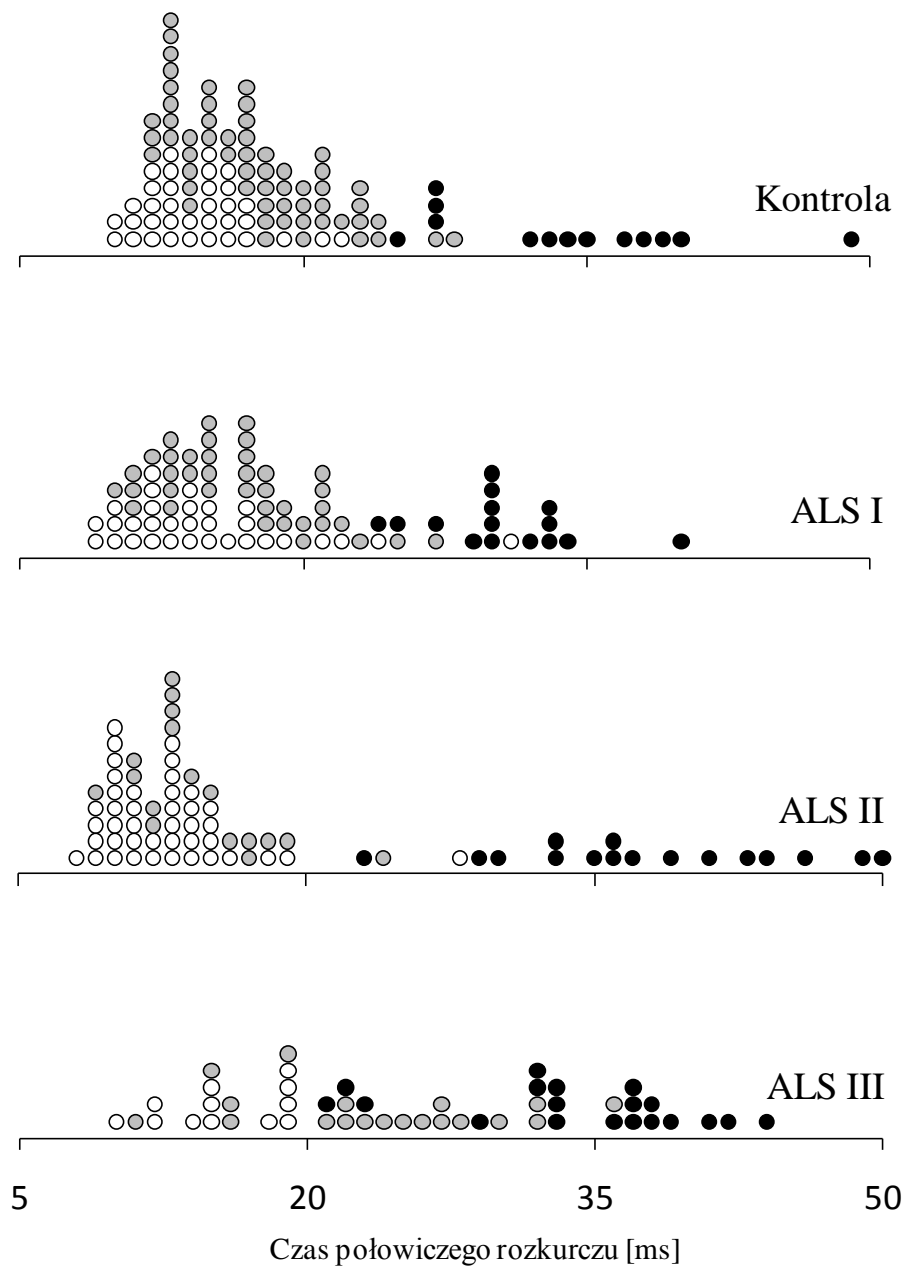 Kontrola
ALS I
ALS II
ALS III
5 20 35 50
Czas połowiczego rozkurczu [ms]